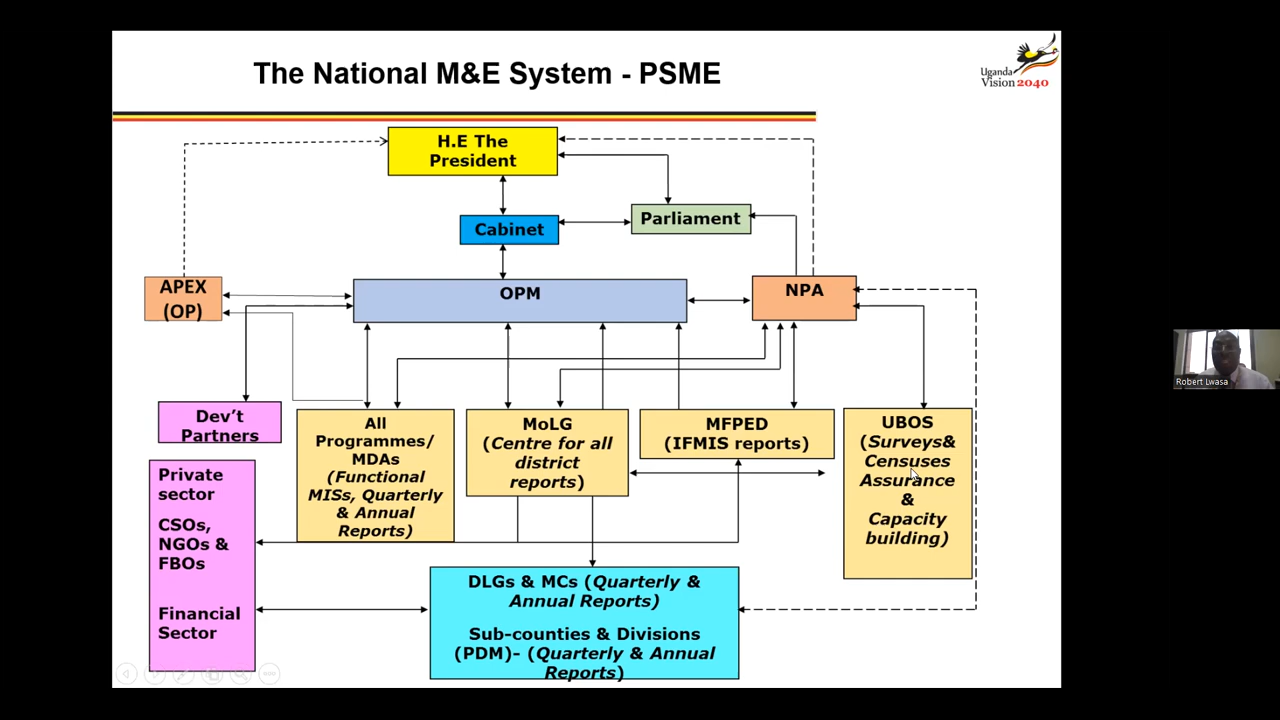 The National M&E System - PSME
Uganda
Vision 2040
H.E The
President
Parliament
Cabinet
APEX
(OP)
OPM
NPA
Dev't
Partners
All
Programmes/
MDAs
(Functional
MISs, Quarterly
& Annual
Reports)
MoLG
(Centre for all
district
reports)
MFPED
(IFMIS reports)
UBOS
(Surveys&
Censuses
Assurance
&
Capacity
building)
Private
sector
CSOs,
NGOs &
FBOs
Financial
Sector
DLGs & MCs (Quarterly &
Annual Reports)
Sub-counties & Divisions
(PDM)- (Quarterly & Annual
Reports)
Robert Lwasa